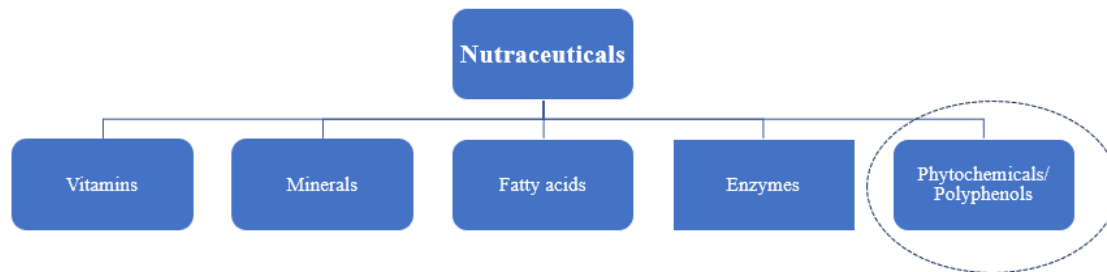 Nutraceuticals
Vitamins
Minerals
Fatty acids
Enzymes
Phytochemicals/
Polyphenols